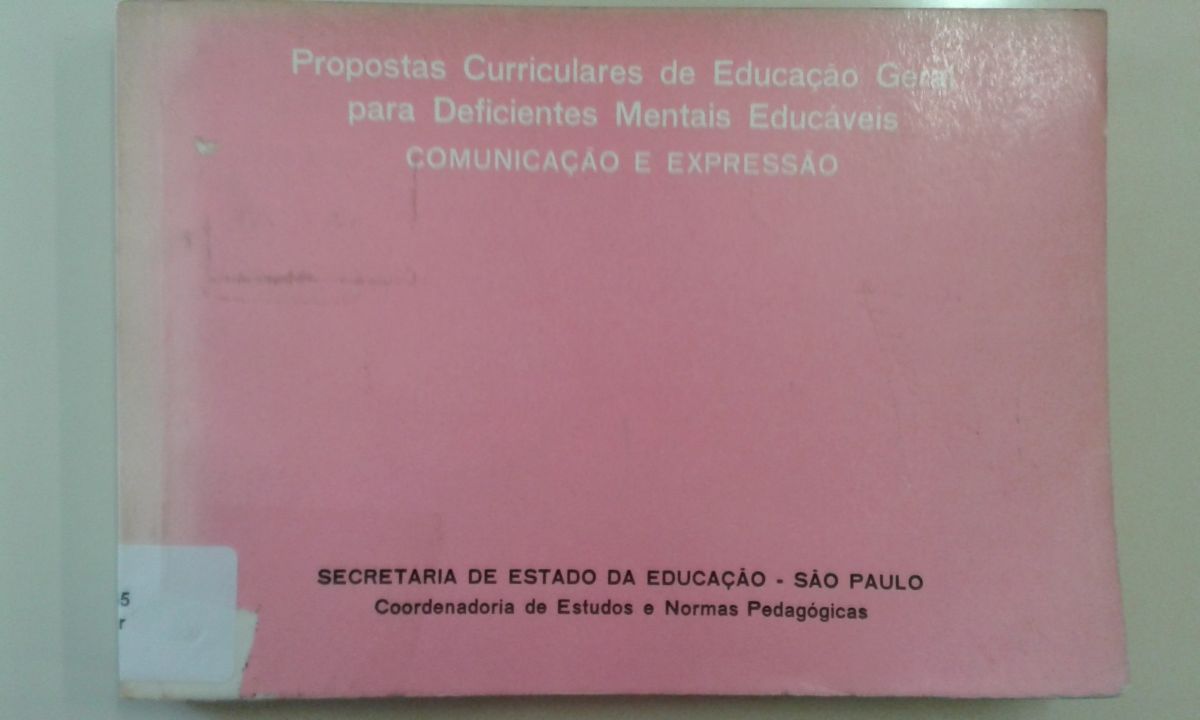 Propostas Curriculares de Educação Geral
para Deficientes Mentais Educáveis
COMUNICAÇÃO E EXPRESSÃO
SECRETARIA DE ESTADO DA EDUCAÇÃO - SÃO PAULO
Coordenadoria de Estudos e Normas Pedagógicas
5
r